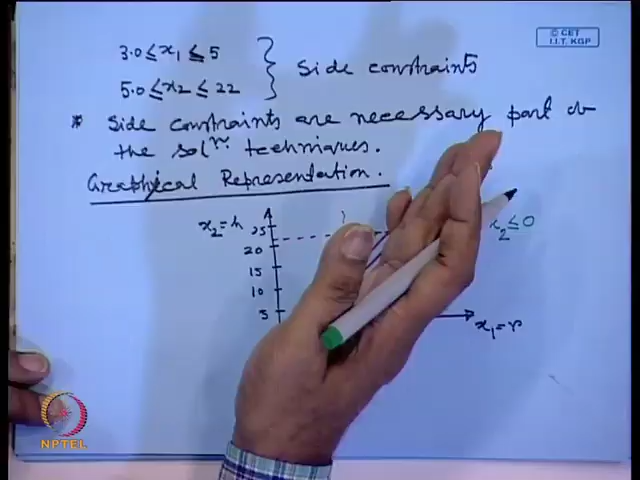 © CET
I.I.T. KGP
3.0 ≤ x₁ ≤ 5
5.0 ≤ x₂ ≤ 22
} Side constraints
* Side constraints are necessary part
the solⁿ techniques.
Graphical Representation.
x₂ = h
25
20
15
10
5
x₂ ≤ 0
x₁ = r
NPTEL